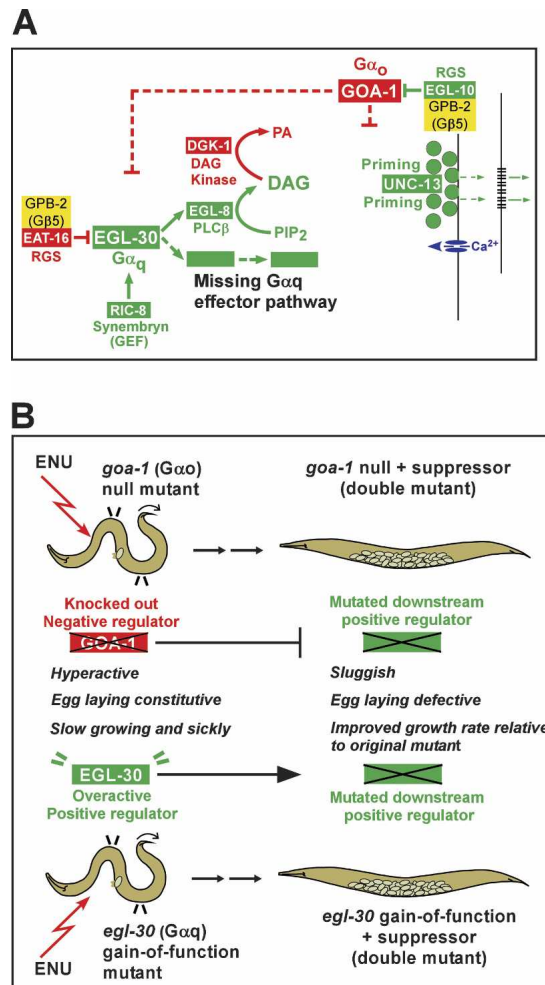 A
Gαo
GOA-1
RGS
EGL-10
GPB-2
(Gβ5)
DGK-1
DAG
Kinase
PA
DAG
Priming
UNC-13
Priming
GPB-2
(Gβ5)
EAT-16
RGS
EGL-30
Gαq
EGL-8
PLCβ
PIP2
Ca2+
Missing Gαq
effector pathway
RIC-8
Synembryn
(GEF)
B
ENU
goa-1 (Gαo)
null mutant
goa-1 null + suppressor
(double mutant)
Knocked out
Negative regulator
GOA-1
Mutated downstream
positive regulator
Hyperactive
Egg laying constitutive
Slow growing and sickly
Sluggish
Egg laying defective
Improved growth rate relative
to original mutant
EGL-30
Overactive
Positive regulator
Mutated downstream
positive regulator
ENU
egl-30 (Gαq)
gain-of-function
mutant
egl-30 gain-of-function
+ suppressor
(double mutant)